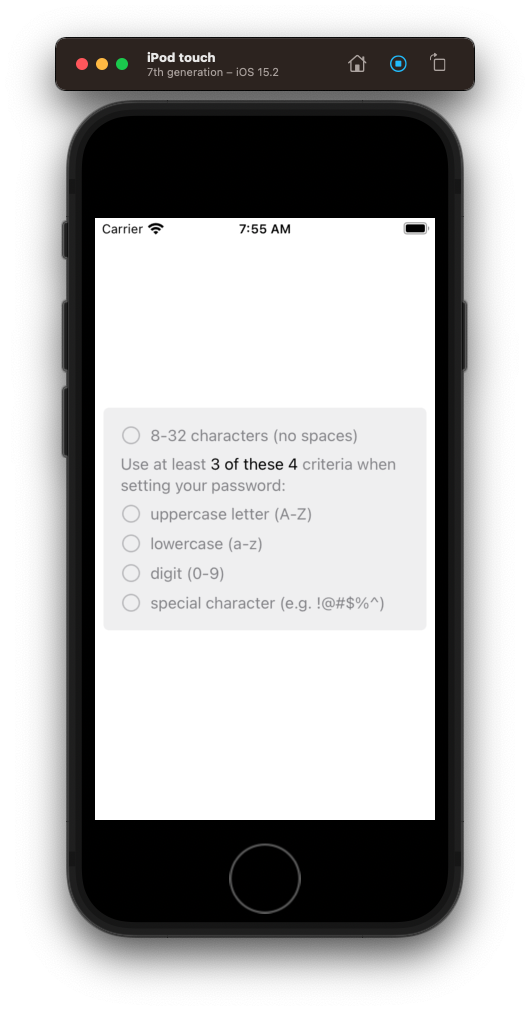 iPod touch
7th generation – iOS 15.2
Carrier 7:55 AM
8-32 characters (no spaces)
Use at least 3 of these 4 criteria when
setting your password:
uppercase letter (A-Z)
lowercase (a-z)
digit (0-9)
special character (e.g. !@#$%^)